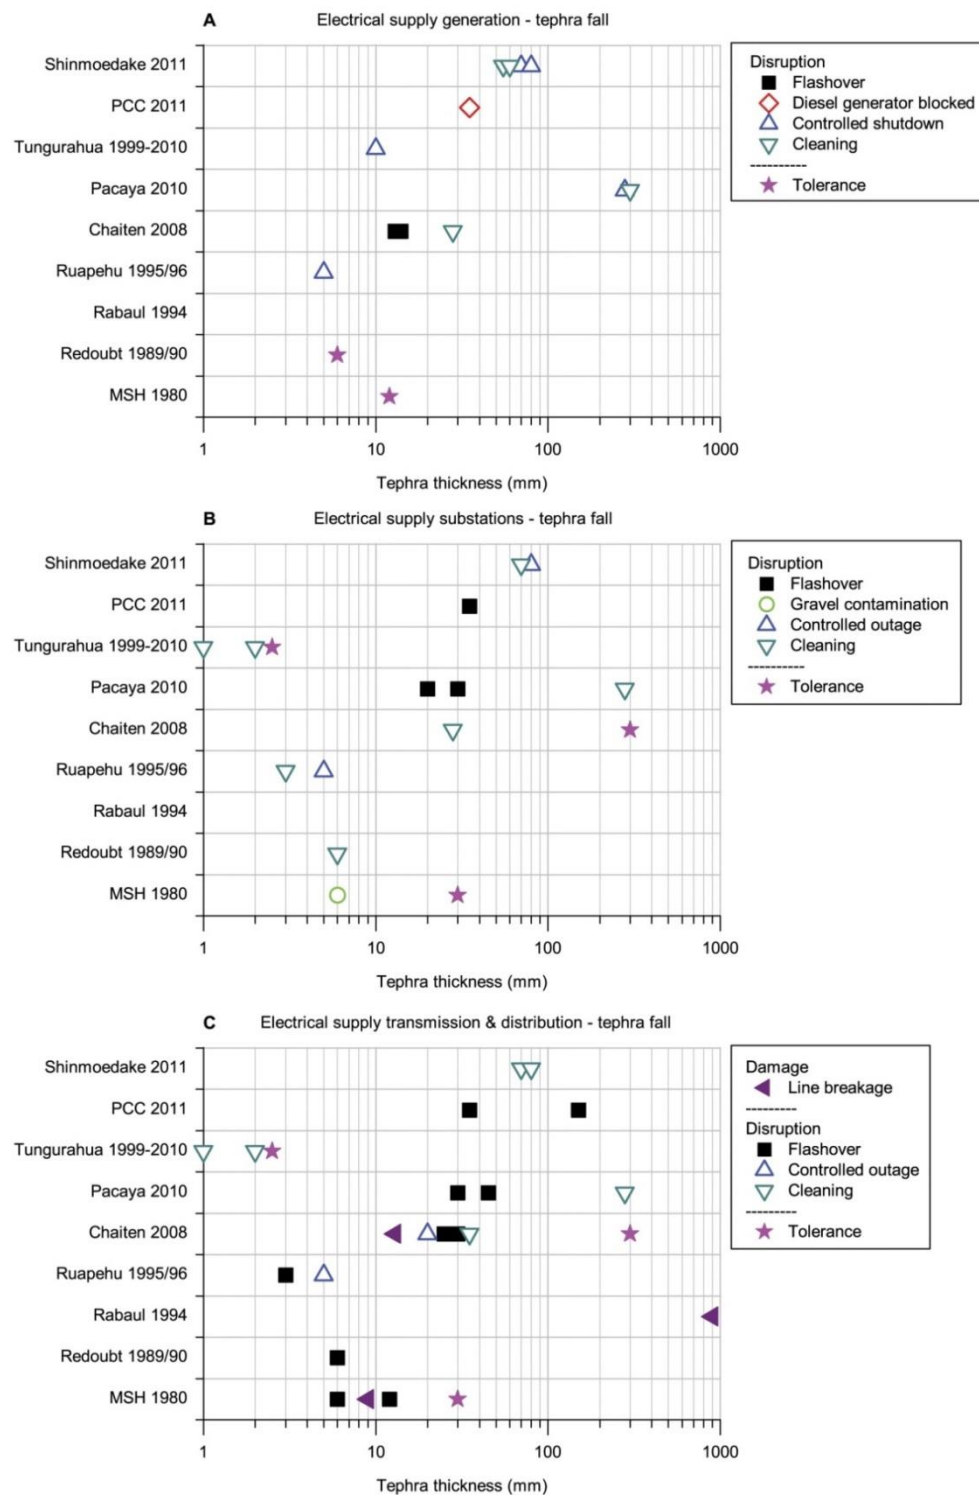 A Electrical supply generation - tephra fall
Shinmoedake 2011
PCC 2011
Tungurahua 1999-2010
Pacaya 2010
Chaiten 2008
Ruapehu 1995/96
Rabaul 1994
Redoubt 1989/90
MSH 1980
1 10 100 1000
Tephra thickness (mm)
Disruption
Flashover
Diesel generator blocked
Controlled shutdown
Cleaning
----------
Tolerance
B Electrical supply substations - tephra fall
Shinmoedake 2011
PCC 2011
Tungurahua 1999-2010
Pacaya 2010
Chaiten 2008
Ruapehu 1995/96
Rabaul 1994
Redoubt 1989/90
MSH 1980
1 10 100 1000
Tephra thickness (mm)
Disruption
Flashover
Gravel contamination
Controlled outage
Cleaning
----------
Tolerance
C Electrical supply transmission & distribution - tephra fall
Shinmoedake 2011
PCC 2011
Tungurahua 1999-2010
Pacaya 2010
Chaiten 2008
Ruapehu 1995/96
Rabaul 1994
Redoubt 1989/90
MSH 1980
1 10 100 1000
Tephra thickness (mm)
Damage
Line breakage
---------
Disruption
Flashover
Controlled outage
Cleaning
---------
Tolerance